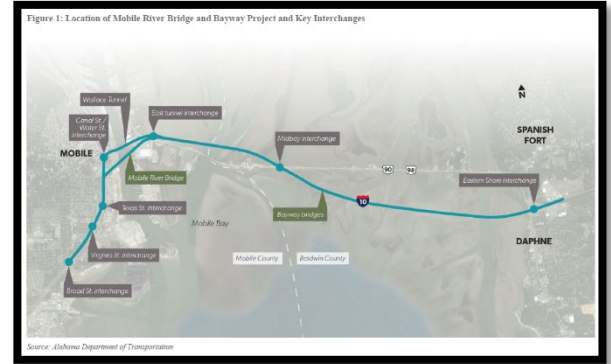 Figure 1: Location of Mobile River Bridge and Bayway Project and Key Interchanges
Wallace Tunnel
East tunnel interchange
Canal St./
Water St.
interchange
N
SPANISH
FORT
MOBILE
Midbay interchange
Mobile River Bridge
90
98
Eastern Shore interchange
Texas St. interchange
Bayway bridges
10
Mobile Bay
DAPHNE
Virginia St. interchange
Mobile County
Baldwin County
Broad St. interchange
Source: Alabama Department of Transportation